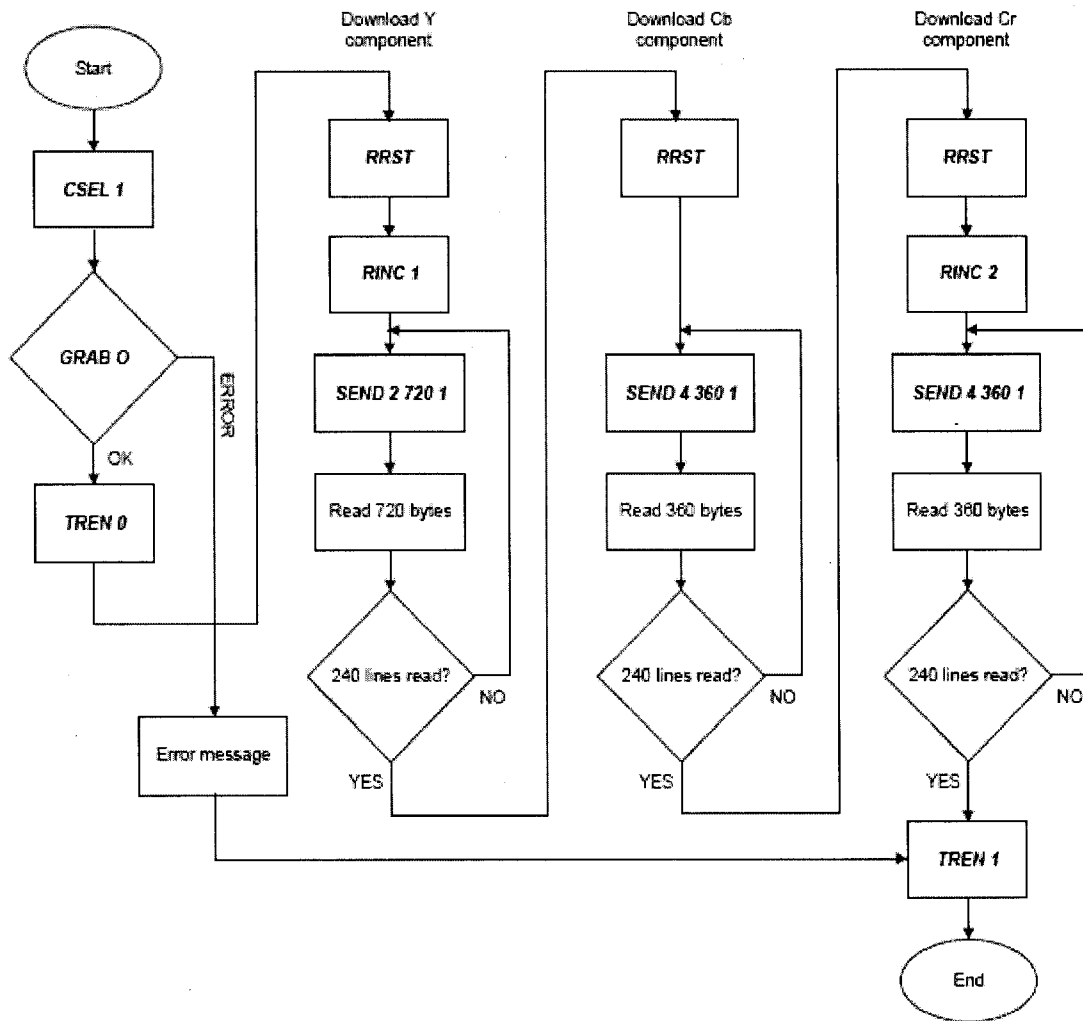 Start
CSEL 1
GRAB O
ERROR
OK
TREN 0
Error message
Download Y
component
RRST
RINC 1
SEND 2 720 1
Read 720 bytes
240 lines read?
NO
YES
Download Cb
component
RRST
SEND 4 360 1
Read 360 bytes
240 lines read?
NO
YES
Download Cr
component
RRST
RINC 2
SEND 4 360 1
Read 360 bytes
240 lines read?
NO
YES
TREN 1
End